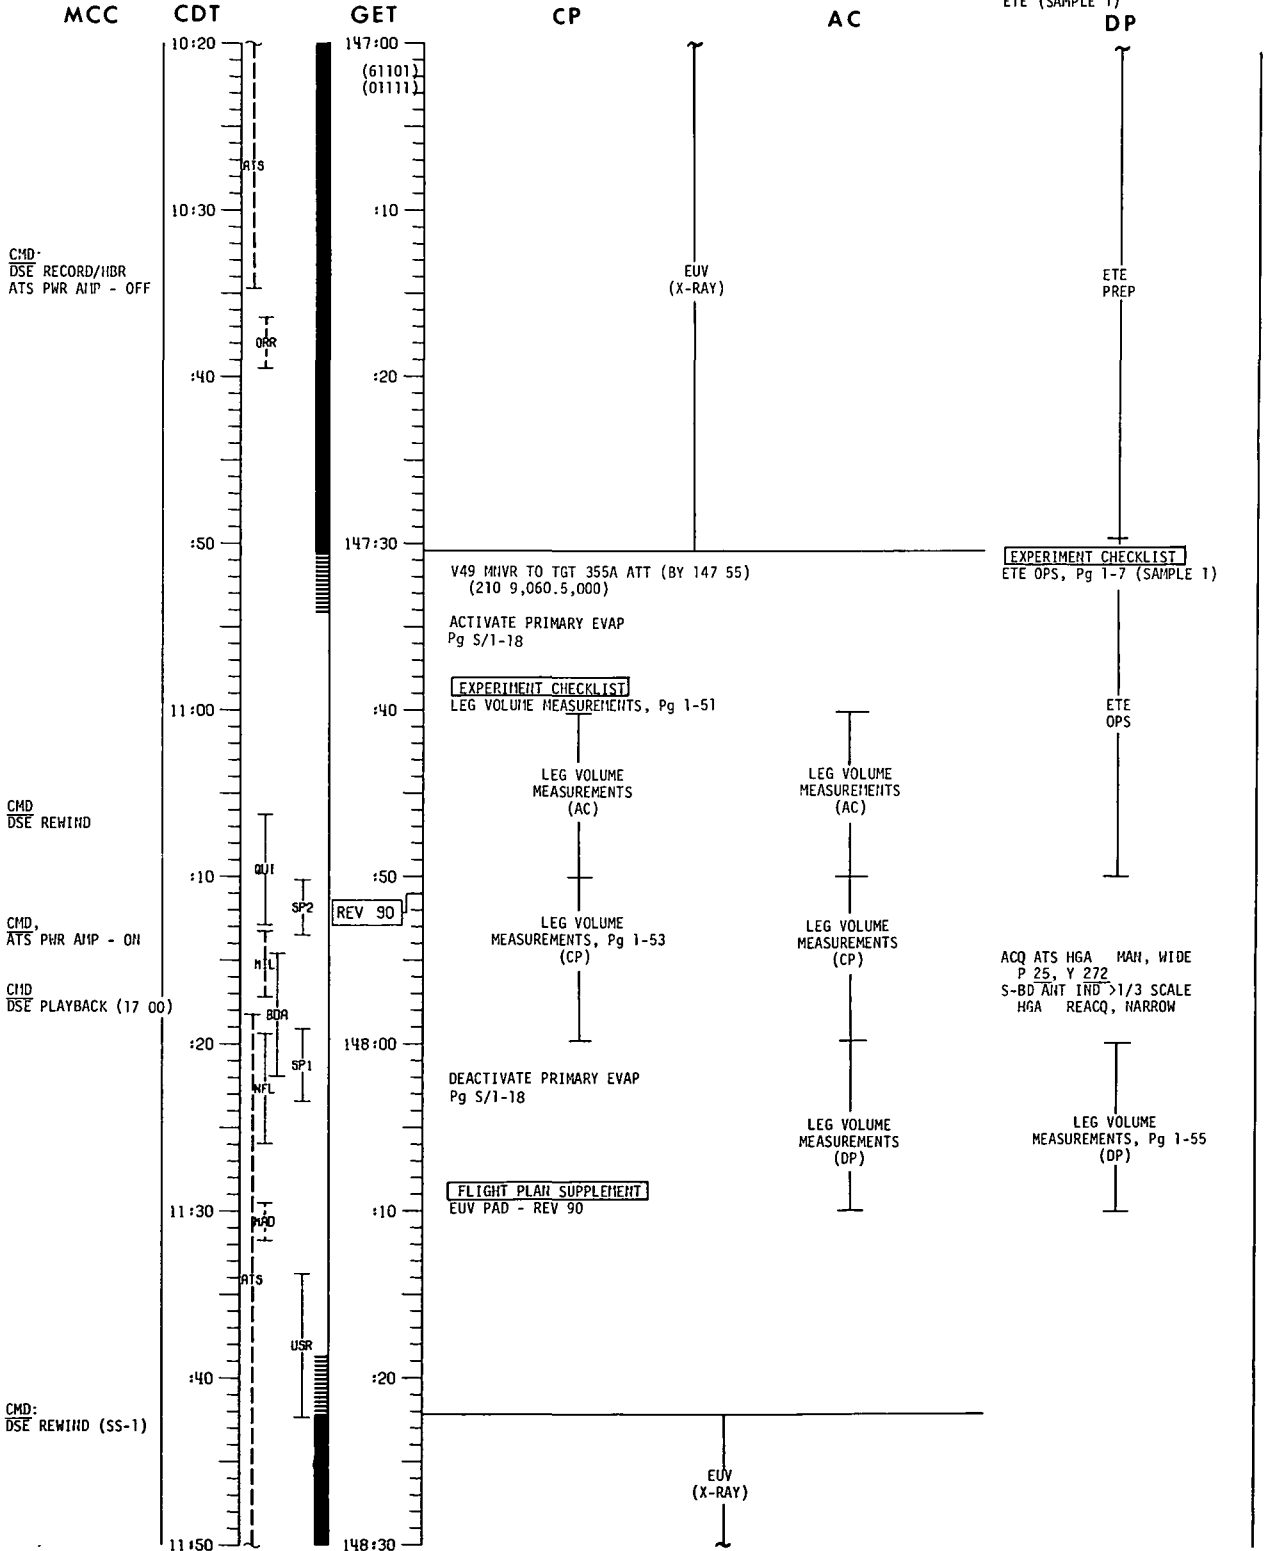 ETE (SAMPLE 1)
MCC CDT GET CP AC DP
10:20 147:00
(61101)
(01111)
ATS
10:30 :10
CMD:
DSE RECORD/HBR
ATS PWR AMP - OFF
EUV
(X-RAY)
ETE
PREP
ORR
:40 :20
:50 147:30
EXPERIMENT CHECKLIST
ETE OPS, Pg 1-7 (SAMPLE 1)
V49 MNVR TO TGT 355A ATT (BY 147 55)
(210 9,060.5,000)
ACTIVATE PRIMARY EVAP
Pg S/1-18
EXPERIMENT CHECKLIST
LEG VOLUME MEASUREMENTS, Pg 1-51
11:00 :40
ETE
OPS
LEG VOLUME
MEASUREMENTS
(AC)
LEG VOLUME
MEASUREMENTS
(AC)
CMD
DSE REWIND
QUI
:10 :50
SP2
REV 90
CMD,
ATS PWR AMP - ON
LEG VOLUME
MEASUREMENTS, Pg 1-53
(CP)
LEG VOLUME
MEASUREMENTS
(CP)
MIL
ACQ ATS HGA MAN, WIDE
P 25, Y 272
S-BD ANT IND >1/3 SCALE
HGA REACQ, NARROW
CMD
DSE PLAYBACK (17 00)
BDA
:20 148:00
SP1
NFL
DEACTIVATE PRIMARY EVAP
Pg S/1-18
LEG VOLUME
MEASUREMENTS
(DP)
LEG VOLUME
MEASUREMENTS, Pg 1-55
(DP)
FLIGHT PLAN SUPPLEMENT
EUV PAD - REV 90
11:30 :10
MAD
ATS
USR
:40 :20
CMD:
DSE REWIND (SS-1)
EUV
(X-RAY)
11:50 148:30